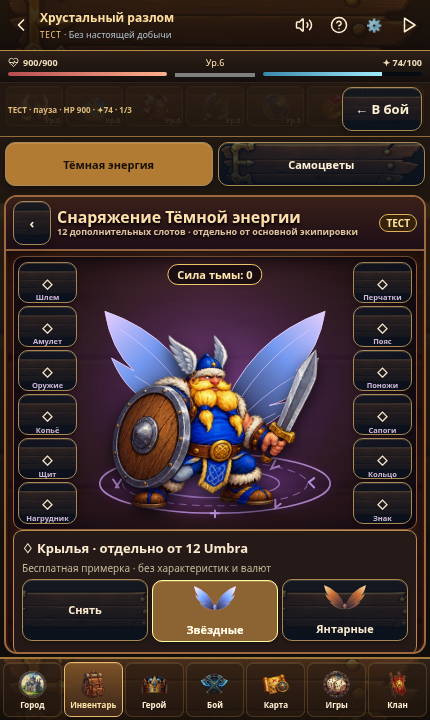 Хрустальный разлом
ТЕСТ · Без настоящей добычи
900/900
Ур.6
74/100
ТЕСТ · пауза · HP 900 · ✦74 · 1/3
← В бой
Тёмная энергия
Самоцветы
‹
Снаряжение Тёмной энергии
12 дополнительных слотов · отдельно от основной экипировки
ТЕСТ
Сила тьмы: 0
Шлем
Перчатки
Амулет
Пояс
Оружие
Поножи
Копьё
Сапоги
Щит
Кольцо
Нагрудник
Знак
◊ Крылья · отдельно от 12 Umbra
Бесплатная примерка · без характеристик и валют
Снять
Звёздные
Янтарные
Город
Инвентарь
Герой
Бой
Карта
Игры
Клан